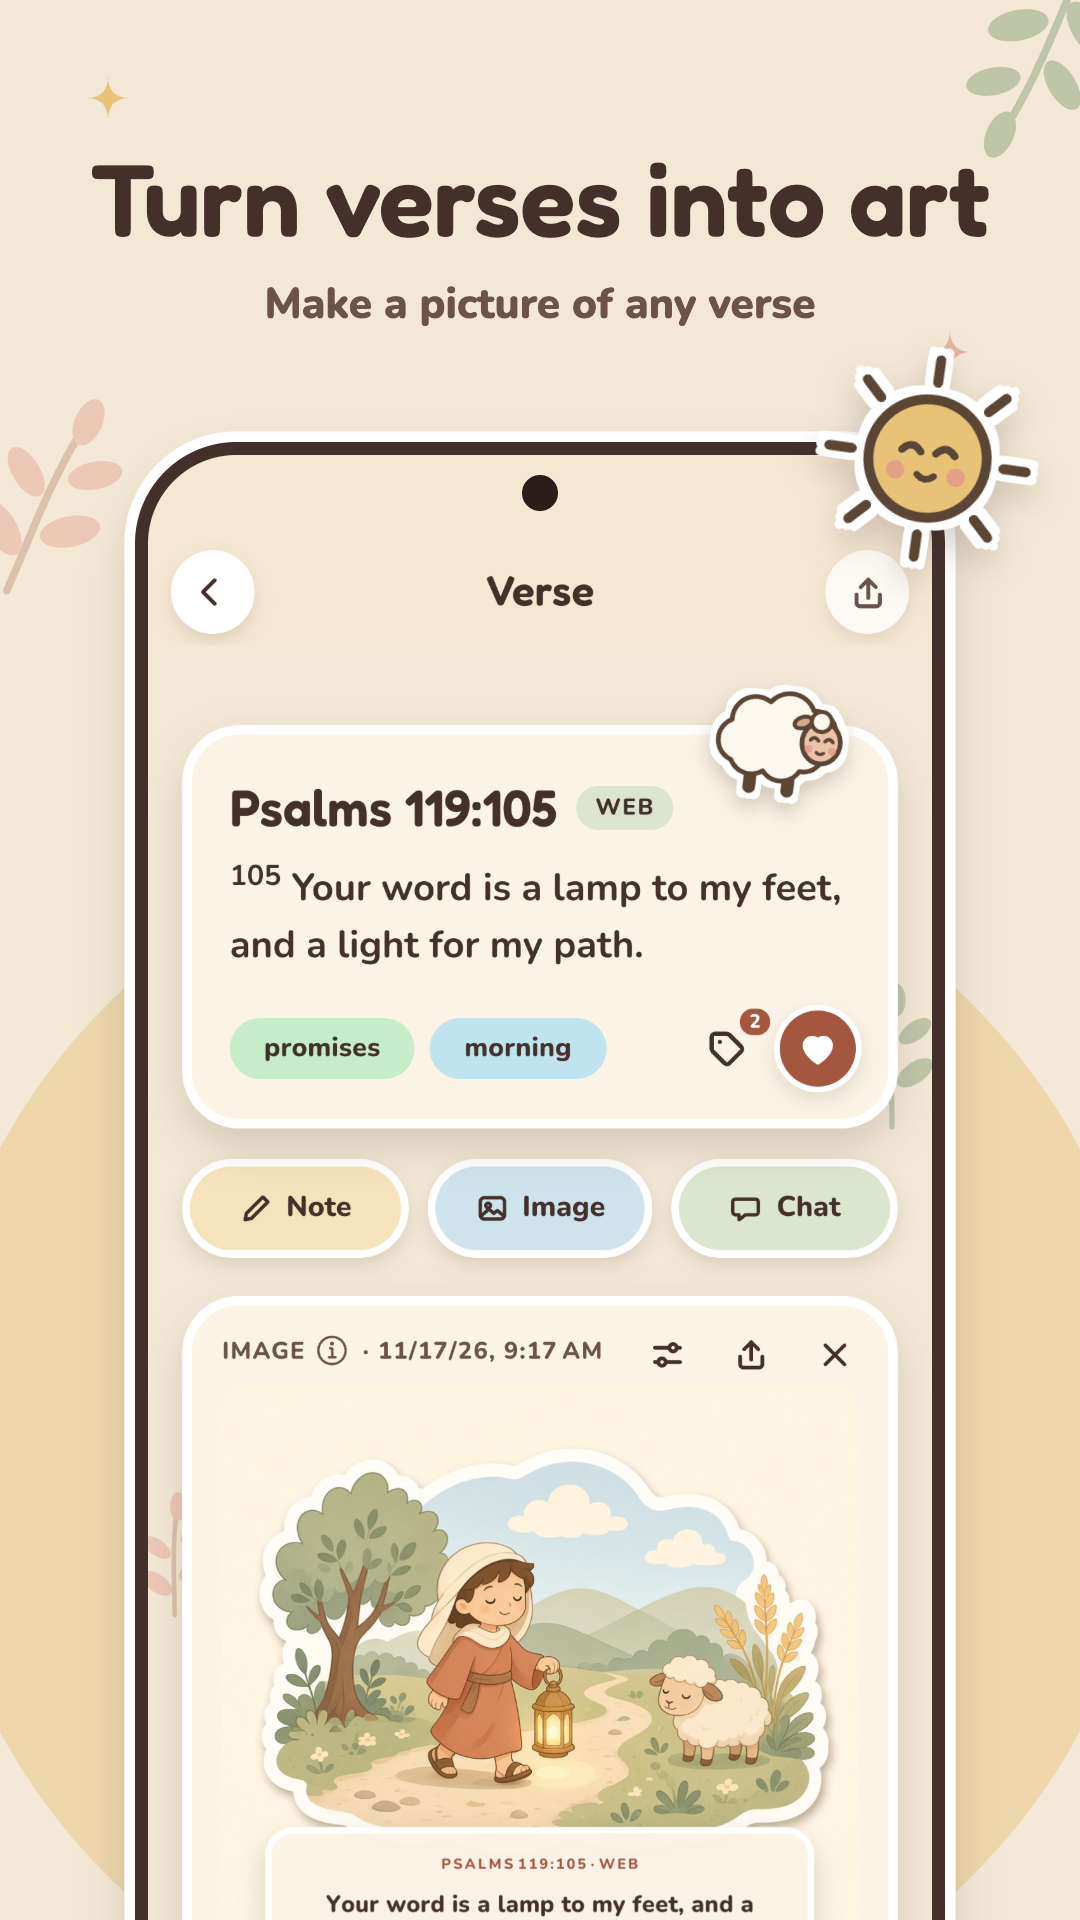 Turn verses into art
Make a picture of any verse
Verse
Psalms 119:105 WEB
105 Your word is a lamp to my feet,
and a light for my path.
promises morning 2
Note Image Chat
IMAGE i · 11/17/26, 9:17 AM
PSALMS 119:105 · WEB
Your word is a lamp to my feet, and a